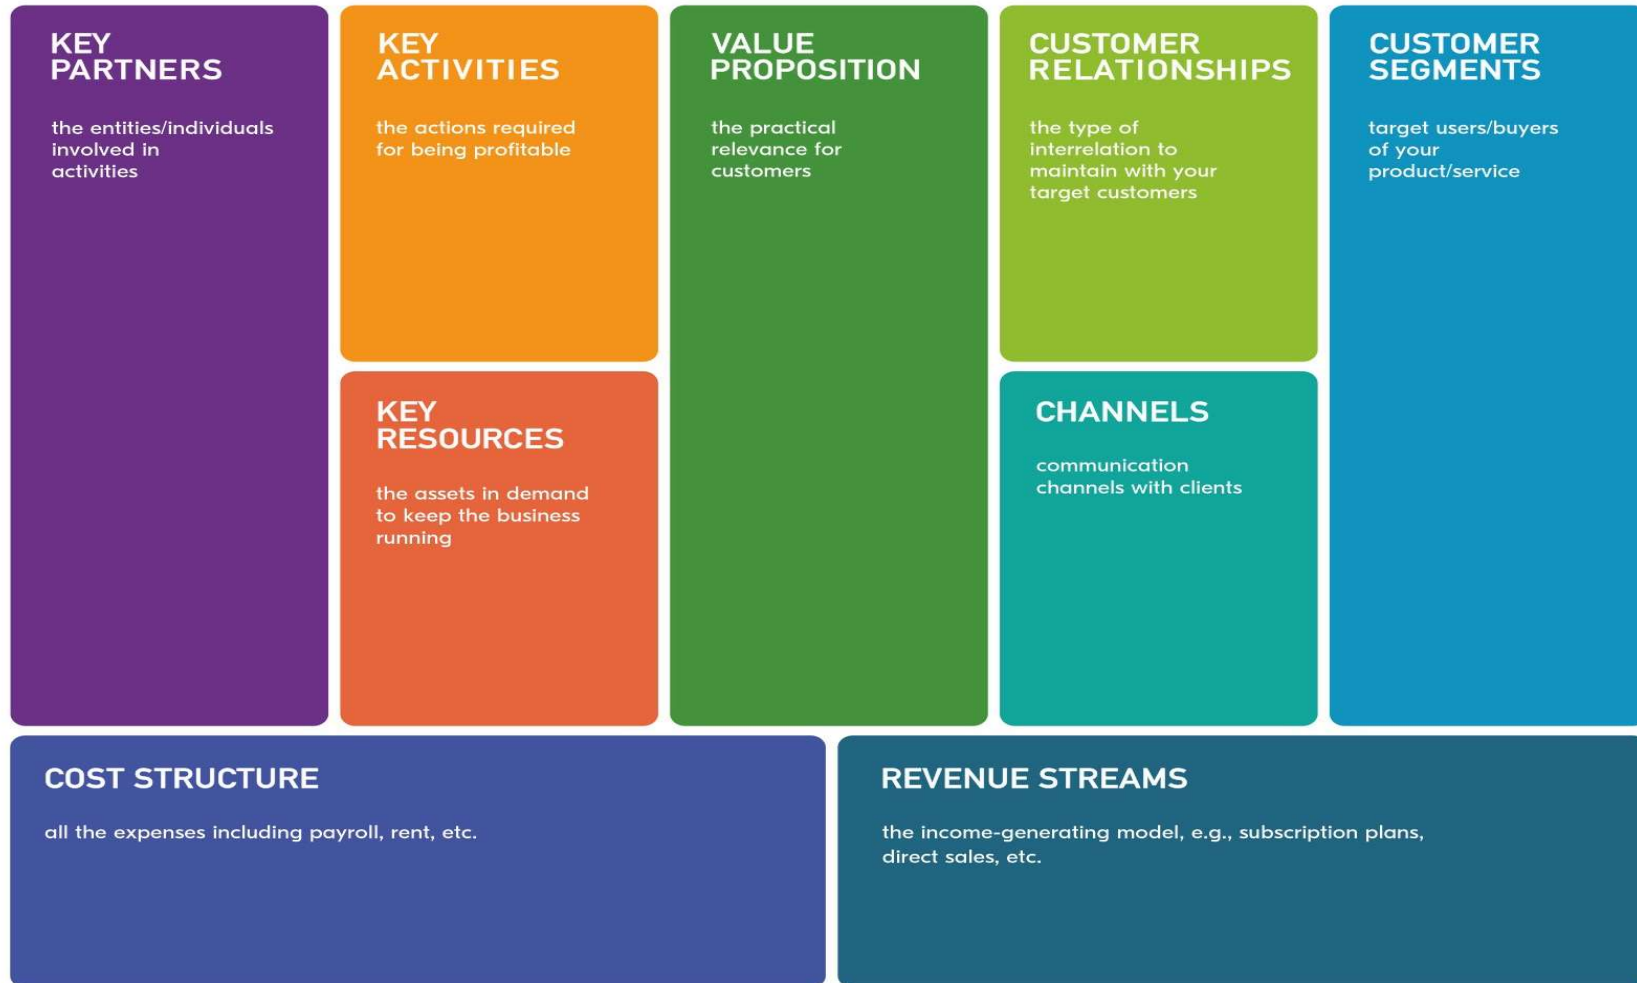 KEY
PARTNERS
the entities/individuals
involved in
activities
KEY
ACTIVITIES
the actions required
for being profitable
KEY
RESOURCES
the assets in demand
to keep the business
running
VALUE
PROPOSITION
the practical
relevance for
customers
CUSTOMER
RELATIONSHIPS
the type of
interrelation to
maintain with your
target customers
CHANNELS
communication
channels with clients
CUSTOMER
SEGMENTS
target users/buyers
of your
product/service
COST STRUCTURE
all the expenses including payroll, rent, etc.
REVENUE STREAMS
the income-generating model, e.g., subscription plans,
direct sales, etc.